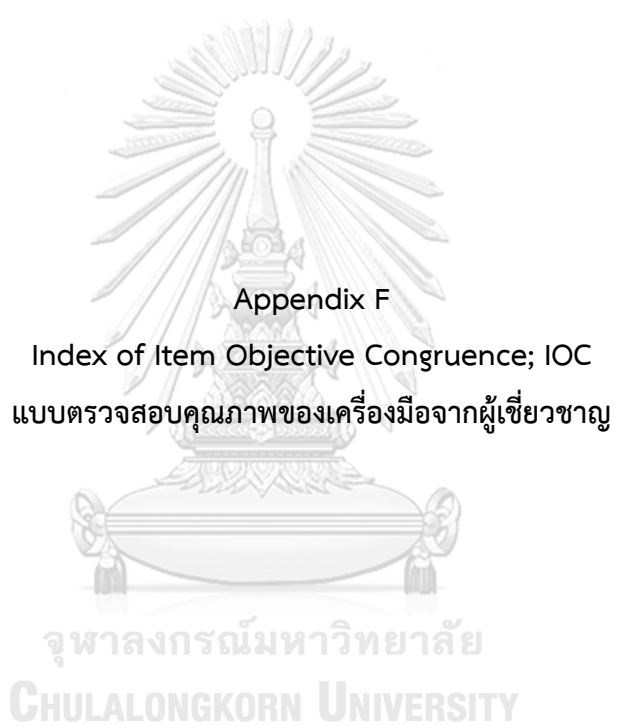 Appendix F
Index of Item Objective Congruence; IOC
แบบตรวจสอบคุณภาพของเครื่องมือจากผู้เชี่ยวชาญ
จุฬาลงกรณ์มหาวิทยาลัย
CHULALONGKORN UNIVERSITY